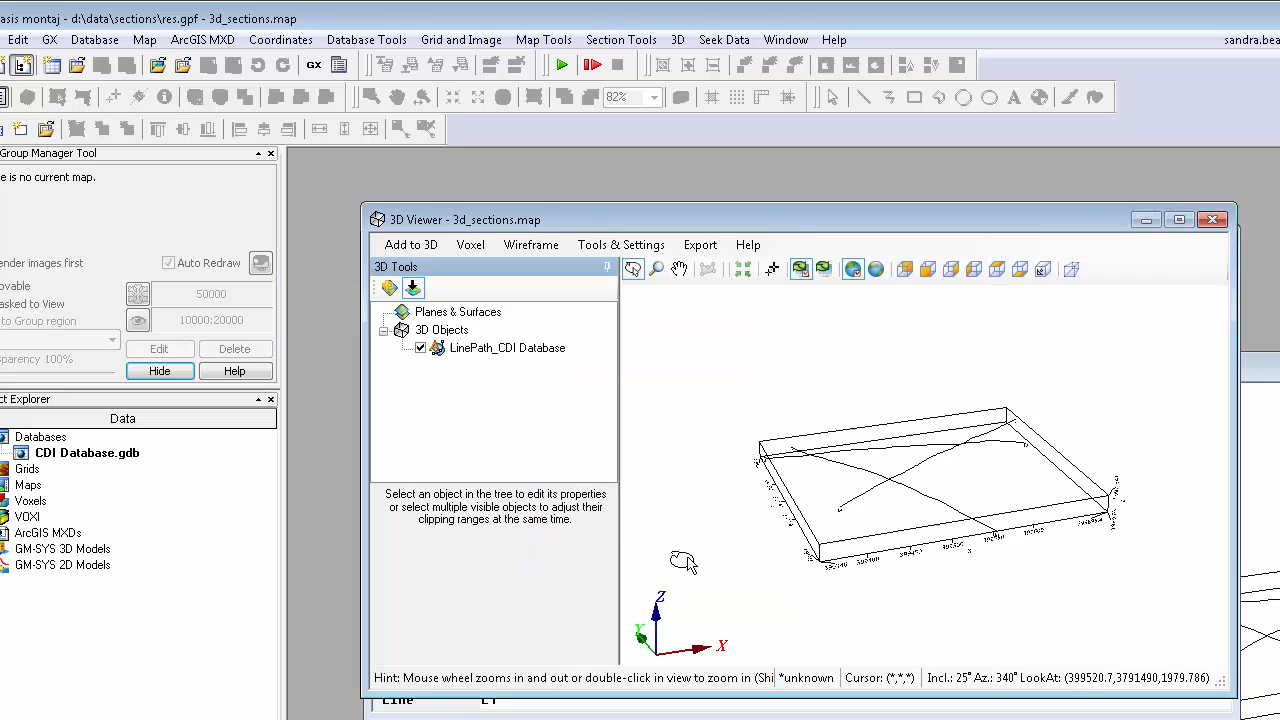 asis montaj - d:\data\sections\res.gpf - 3d_sections.map
Edit GX Database Map ArcGIS MXD Coordinates Database Tools Grid and Image Map Tools Section Tools 3D Seek Data Window Help sandra.bea
GX
82%
Group Manager Tool
e is no current map.
ender images first
Auto Redraw
ovable
asked to View
50000
to Group region
10000:20000
sparency 100%
Edit Delete
Hide Help
ct Explorer
Data
Databases
CDI Database.gdb
Grids
Maps
Voxels
VOXI
ArcGIS MXDs
GM-SYS 3D Models
GM-SYS 2D Models
3D Viewer - 3d_sections.map
Add to 3D Voxel Wireframe Tools & Settings Export Help
3D Tools
Planes & Surfaces
3D Objects
LinePath_CDI Database
Select an object in the tree to edit its properties
or select multiple visible objects to adjust their
clipping ranges at the same time.
Z
Y
X
X
Hint: Mouse wheel zooms in and out or double-click in view to zoom in (Shi *unknown Cursor: (*,*,*) Incl.: 25° Az.: 340° LookAt: (399520.7,3791490,1979.786)
Line